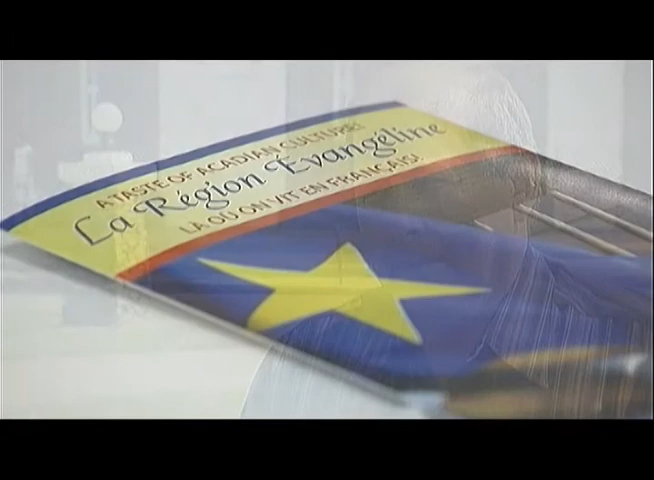 A TASTE OF ACADIAN CULTURE!
La Région Evangéline
LÀ OÙ ON VIT EN FRANÇAIS!